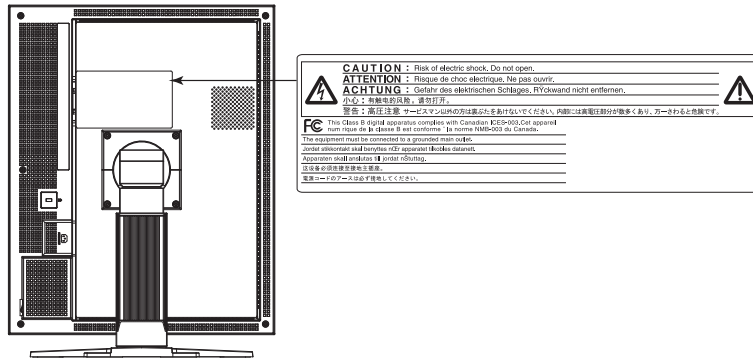 CAUTION : Risk of electric shock. Do not open.
ATTENTION : Risque de choc electrique. Ne pas ouvrir.
ACHTUNG : Gefahr des elektrischen Schlages. RŸckwand nicht entfernen.
小心 : 有触电的风险。请勿打开。
警告 : 高圧注意 サービスマン以外の方は裏ぶたをあけないでください。内部には高電圧部分が数多くあり、万一さわると危険です。
FC This Class B digital apparatus complies with Canadian ICES-003.Cet appareil
num rique de la classe B est conforme ˆ la norme NMB-003 du Canada.
The equipment must be connected to a grounded main outlet.
Jordet stikkontakt skal benyttes nŒr apparatet tilkobles datanett.
Apparaten skall anslutas till jordat nŠtuttag.
这设备必须连接至接地主插座。
電源コードのアースは必ず接地してください。